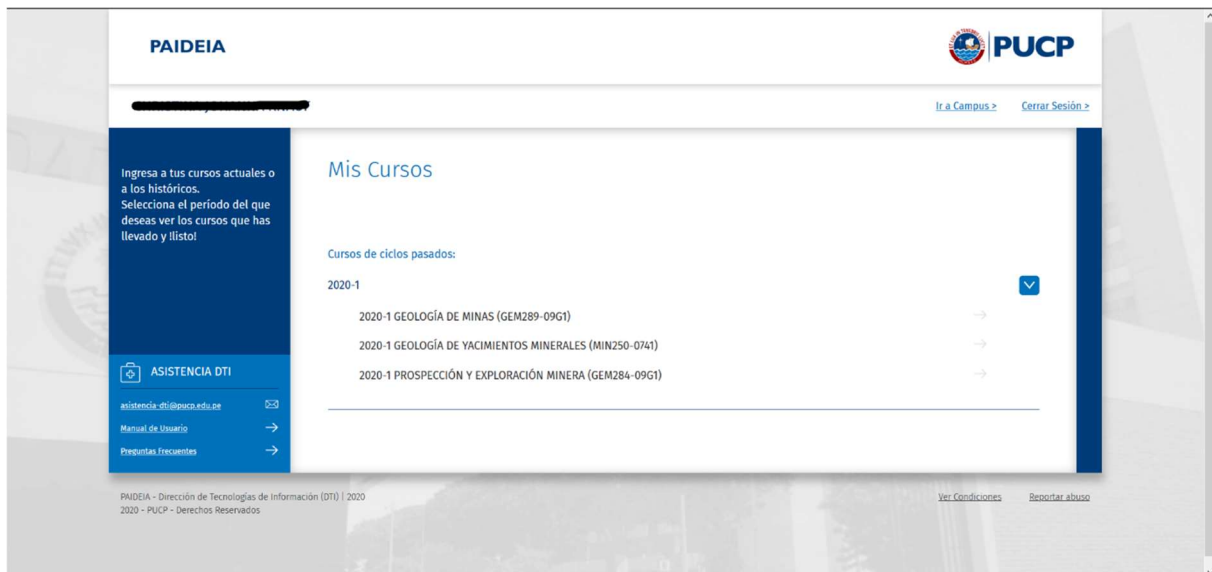 PAIDEIA
PUCP
Ir a Campus >
Cerrar Sesión >
Ingresa a tus cursos actuales o
a los históricos.
Selecciona el período del que
deseas ver los cursos que has
llevado y !listo!
Mis Cursos
Cursos de ciclos pasados:
2020-1
2020-1 GEOLOGÍA DE MINAS (GEM289-09G1)
2020-1 GEOLOGÍA DE YACIMIENTOS MINERALES (MIN250-0741)
2020-1 PROSPECCIÓN Y EXPLORACIÓN MINERA (GEM284-09G1)
ASISTENCIA DTI
asistencia-dti@pucp.edu.pe
Manual de Usuario
Preguntas Frecuentes
PAIDEIA - Dirección de Tecnologías de Información (DTI) | 2020
2020 - PUCP - Derechos Reservados
Ver Condiciones
Reportar abuso